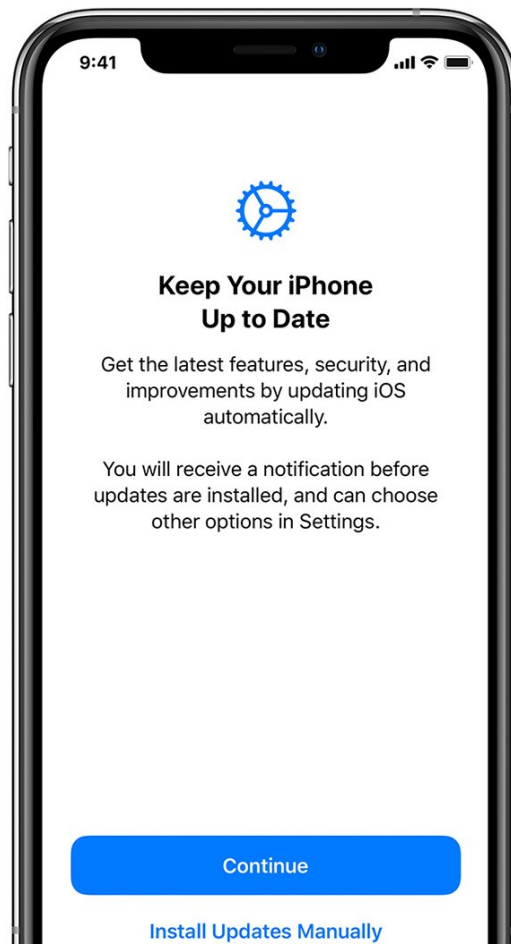 9:41
Keep Your iPhone
Up to Date
Get the latest features, security, and
improvements by updating iOS
automatically.
You will receive a notification before
updates are installed, and can choose
other options in Settings.
Continue
Install Updates Manually